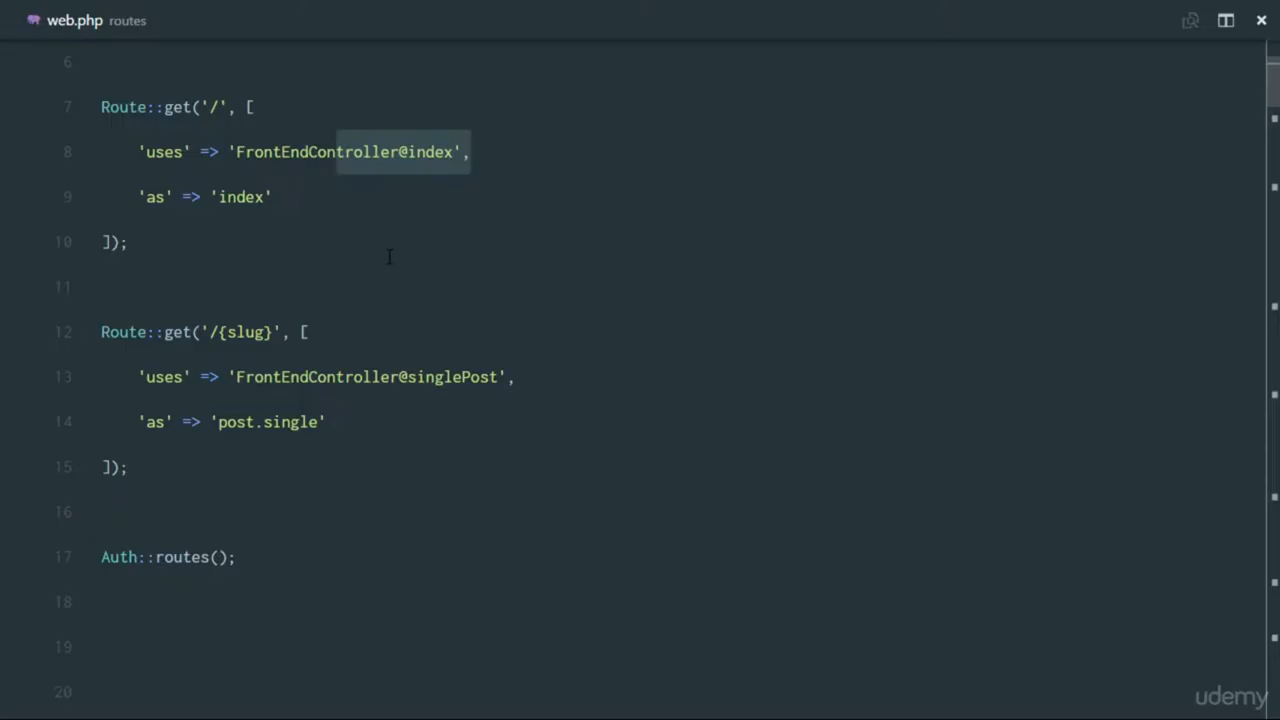 web.php routes
6
7 Route::get('/', [
8 'uses' => 'FrontEndController@index',
9 'as' => 'index'
10 ]);
11
12 Route::get('/{slug}', [
13 'uses' => 'FrontEndController@singlePost',
14 'as' => 'post.single'
15 ]);
16
17 Auth::routes();
18
19
20
udemy